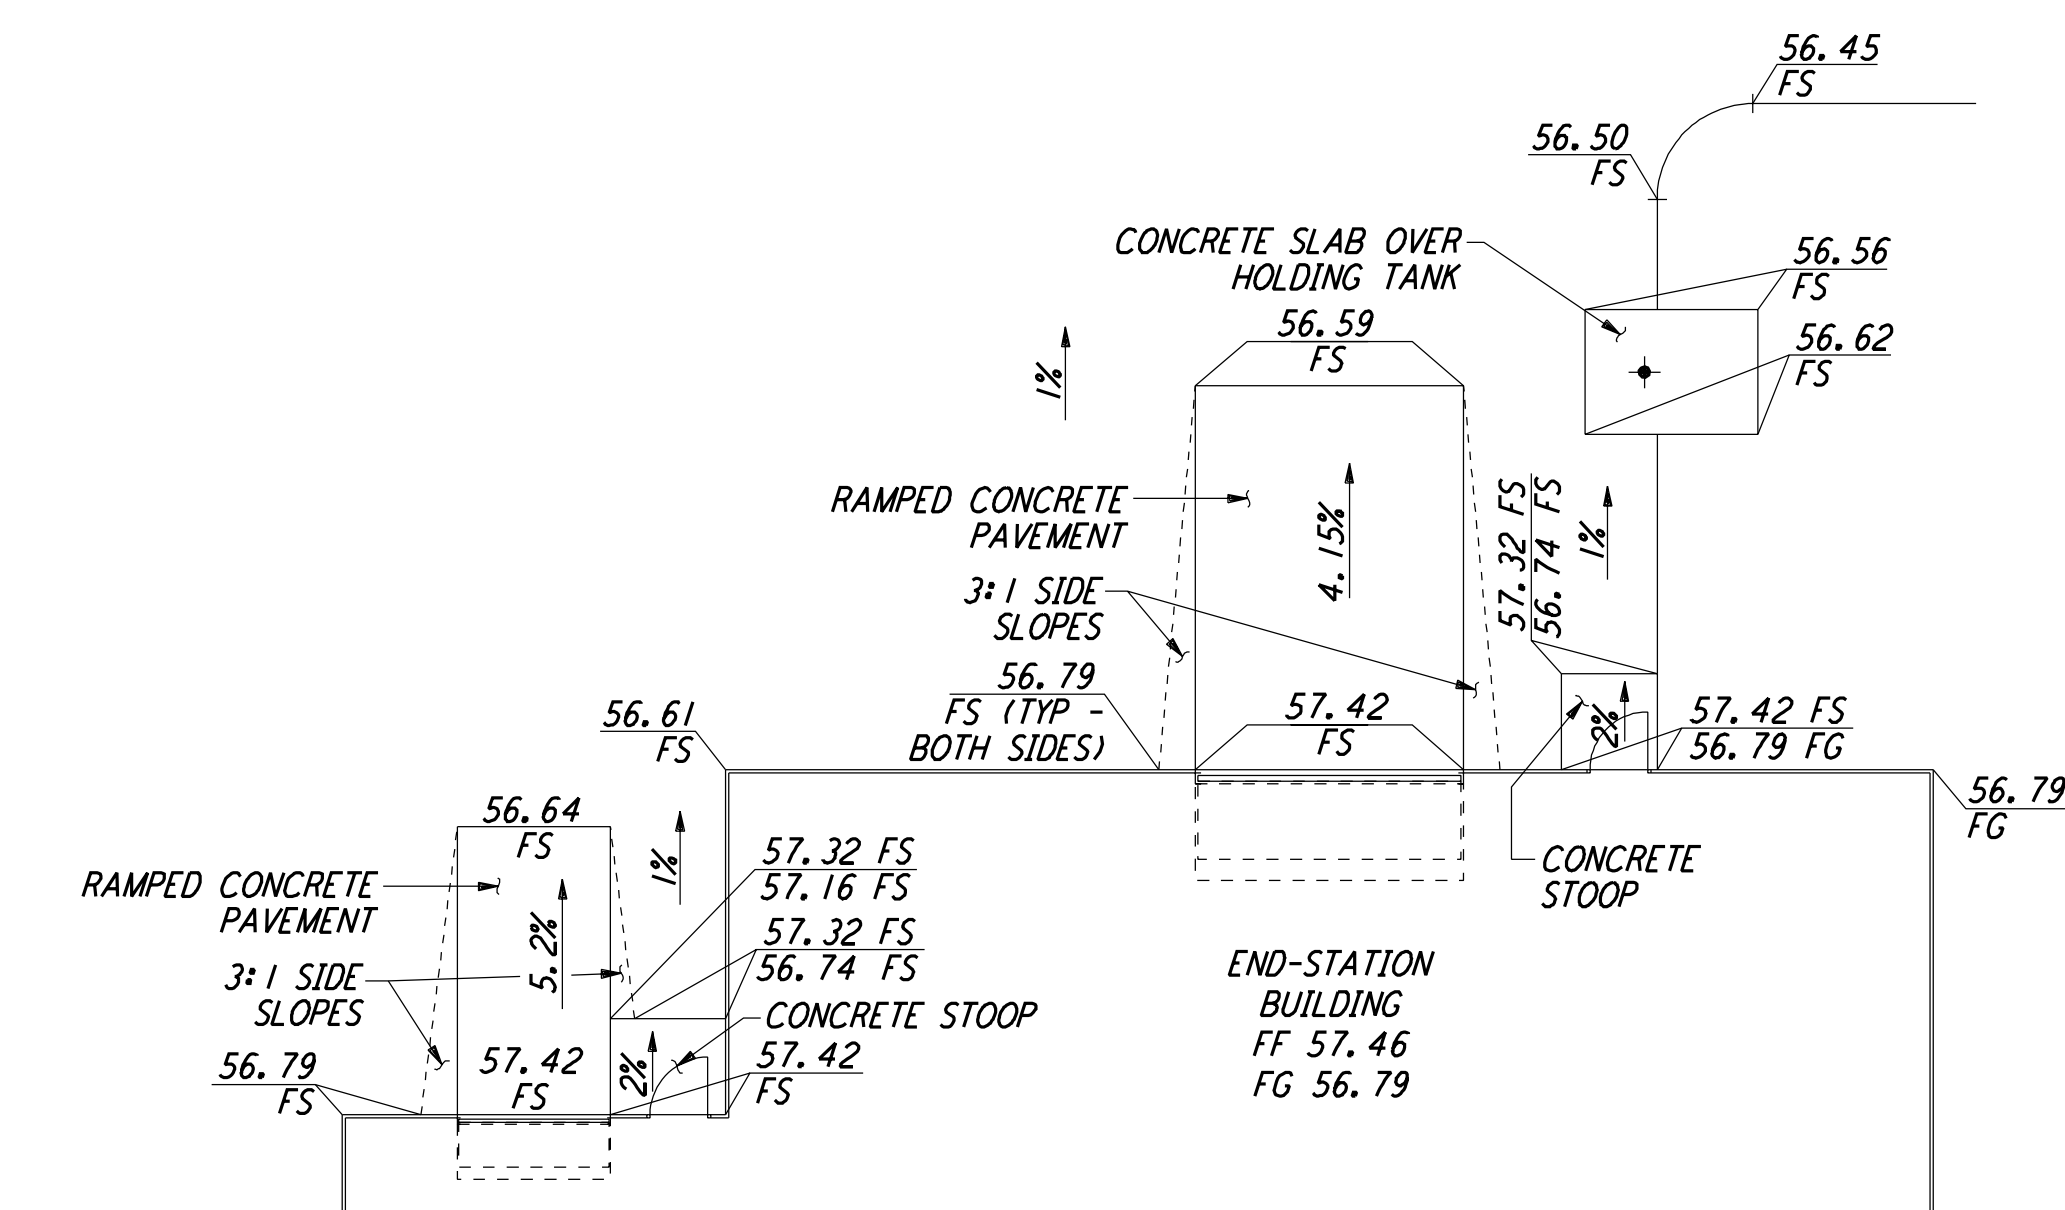 56.45
FS
56.50
FS
CONCRETE SLAB OVER
HOLDING TANK
56.56
FS
56.59
FS
56.62
FS
1%
RAMPED CONCRETE
PAVEMENT
4.15%
57.32 FS
56.74 FS
1%
3:1 SIDE
SLOPES
56.79
FS (TYP -
BOTH SIDES)
57.42
FS
2%
57.42 FS
56.79 FG
56.61
FS
56.79
FG
56.64
FS
1%
57.32 FS
57.16 FS
CONCRETE
STOOP
RAMPED CONCRETE
PAVEMENT
5.2%
57.32 FS
56.74 FS
3:1 SIDE
SLOPES
CONCRETE STOOP
END-STATION
BUILDING
FF 57.46
FG 56.79
56.79
FS
57.42
FS
2%
57.42
FS